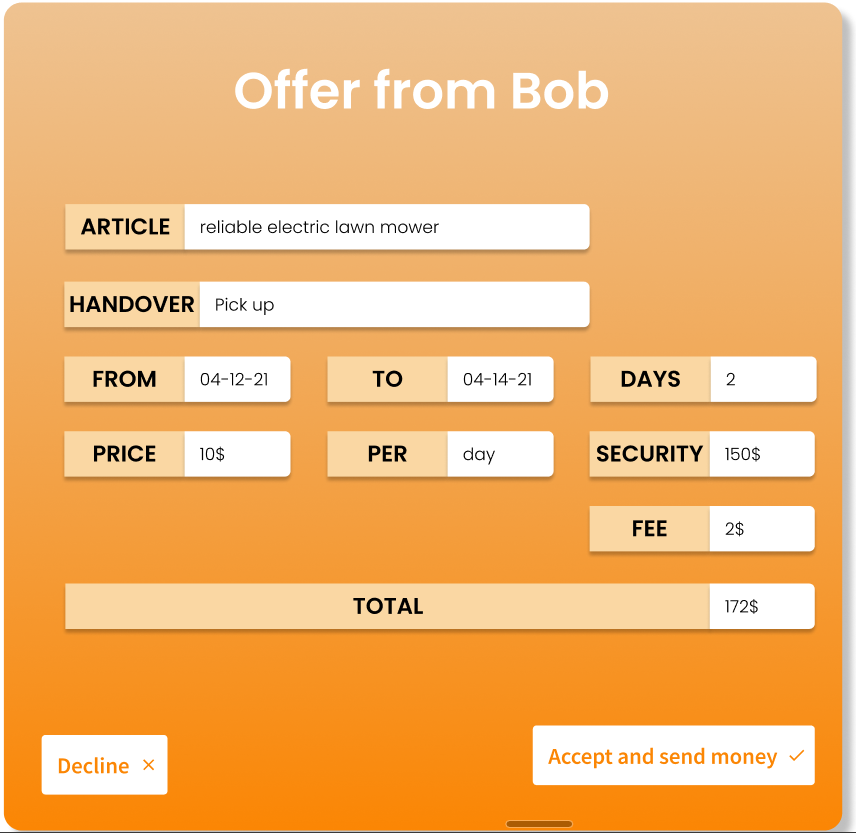 Offer from Bob
ARTICLE reliable electric lawn mower
HANDOVER Pick up
FROM 04-12-21 TO 04-14-21 DAYS 2
PRICE 10$ PER day SECURITY 150$
FEE 2$
TOTAL 172$
Decline × Accept and send money ✓